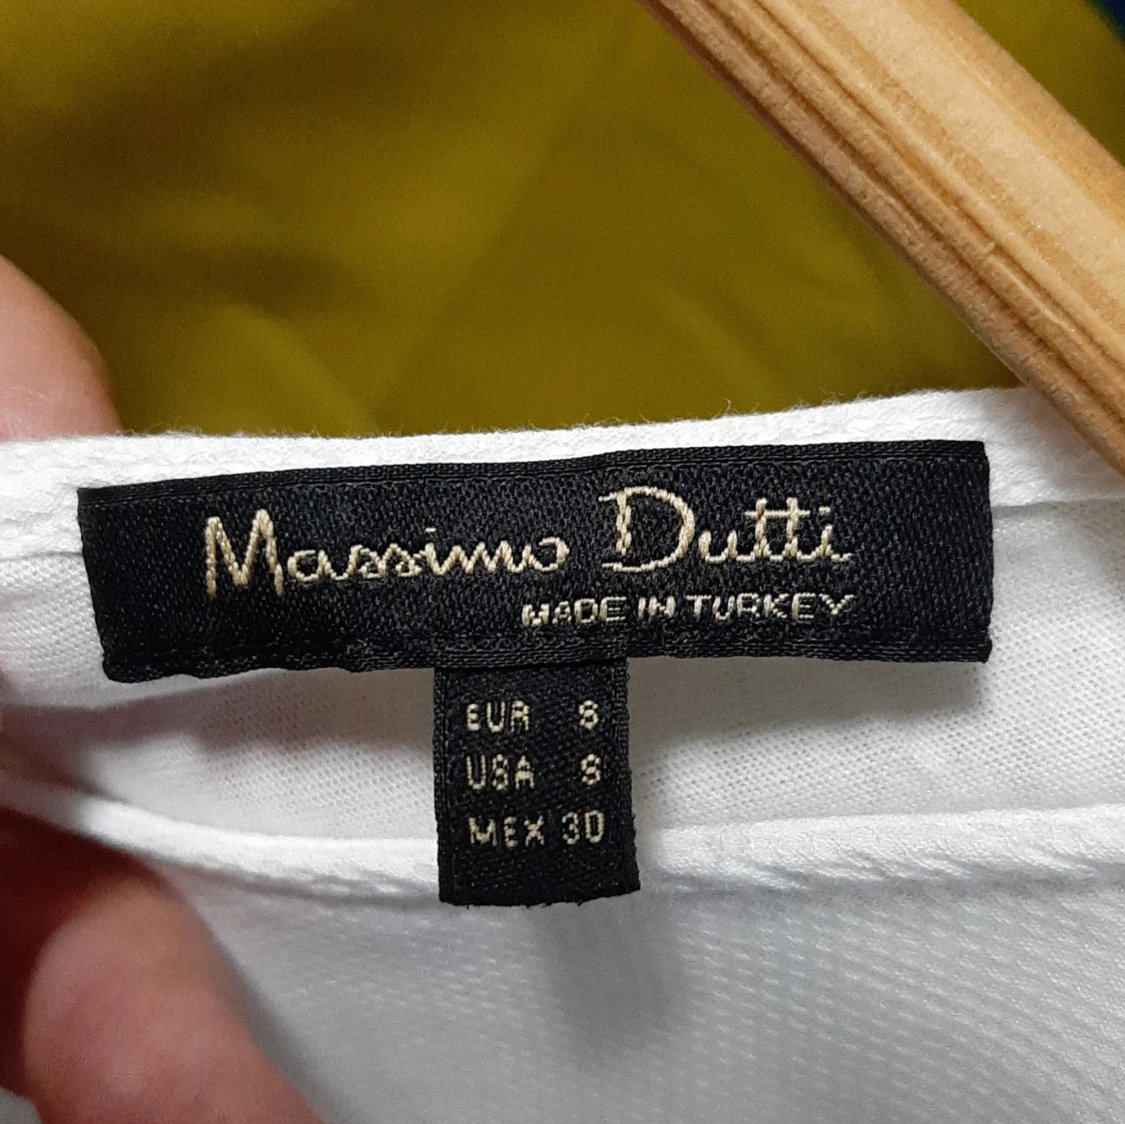 Massimo Dutti
MADE IN TURKEY
EUR S
USA S
MEX 30